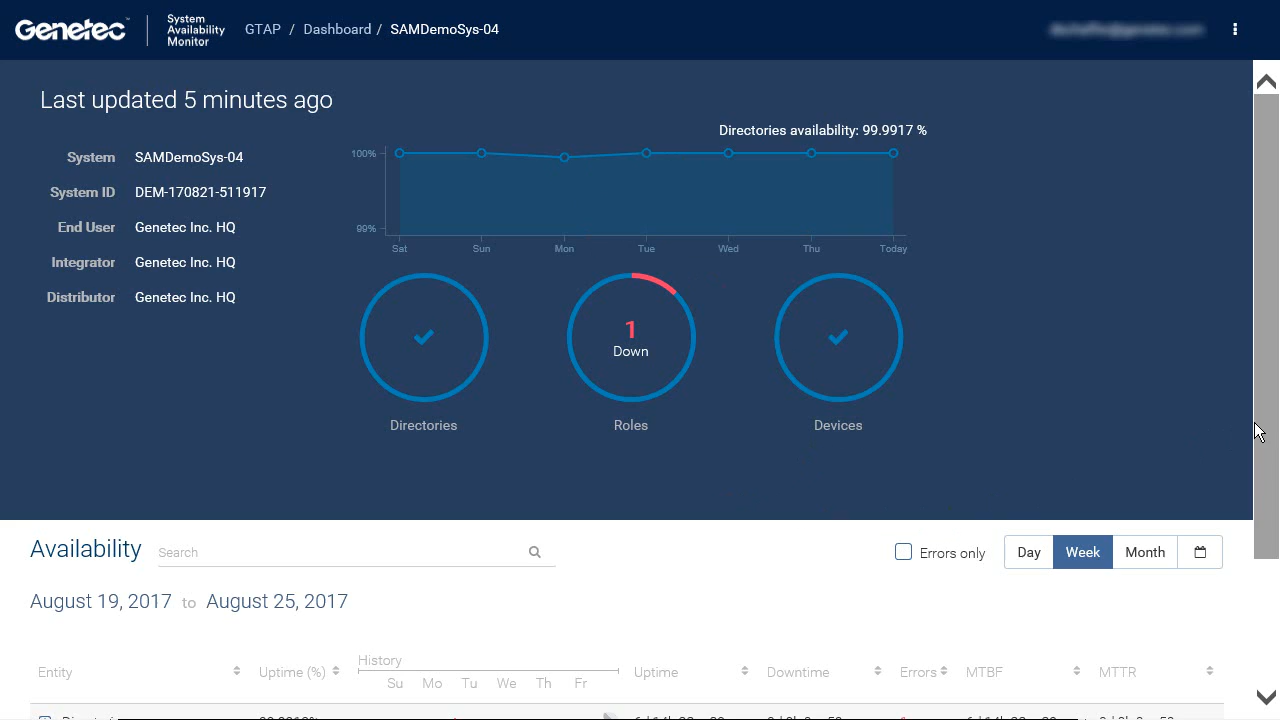 Genetec™
System
Availability
Monitor
GTAP / Dashboard / SAMDemoSys-04
Last updated 5 minutes ago
System SAMDemoSys-04
System ID DEM-170821-511917
End User Genetec Inc. HQ
Integrator Genetec Inc. HQ
Distributor Genetec Inc. HQ
Directories availability: 99.9917 %
100%
99%
Sat Sun Mon Tue Wed Thu Today
1
Down
Directories Roles Devices
Availability Search Errors only Day Week Month
August 19, 2017 to August 25, 2017
Entity Uptime (%) History Uptime Downtime Errors MTBF MTTR
Su Mo Tu We Th Fr